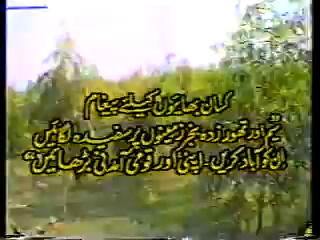 کسان بھائیوں کیلئے پیغام
سیم اور تھور زدہ بنجر زمینوں پر سفیدہ لگائیں
اِن کو آباد کریں۔ اپنی اور قومی آمدنی بڑھائیں"